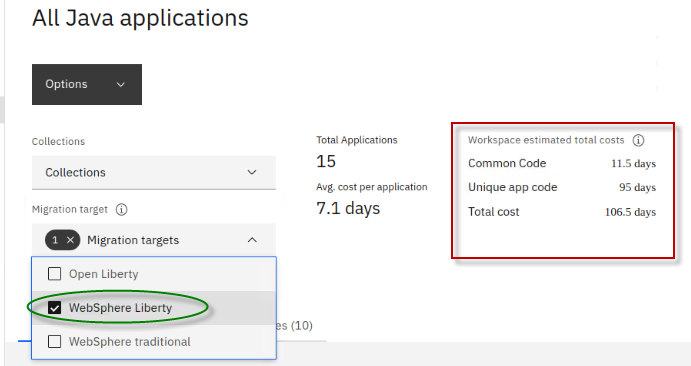 All Java applications
Options
Collections
Collections
Migration target
1 × Migration targets
Open Liberty
WebSphere Liberty
WebSphere traditional
Total Applications
15
Avg. cost per application
7.1 days
Workspace estimated total costs
Common Code 11.5 days
Unique app code 95 days
Total cost 106.5 days
(10)